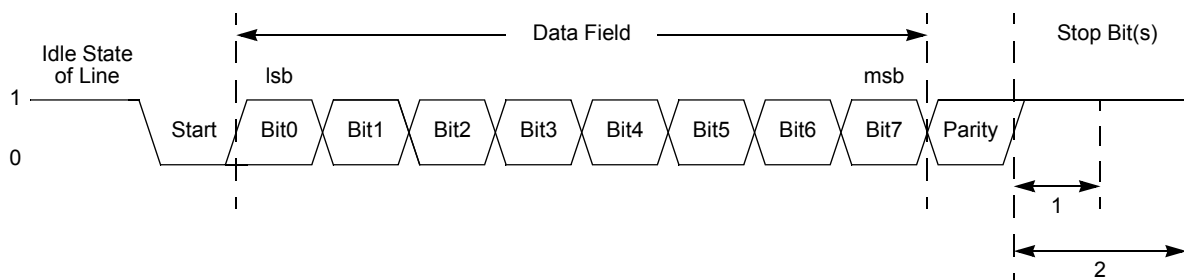 Data Field
Stop Bit(s)
Idle State
of Line
lsb
msb
1
Start
Bit0
Bit1
Bit2
Bit3
Bit4
Bit5
Bit6
Bit7
Parity
0
1
2